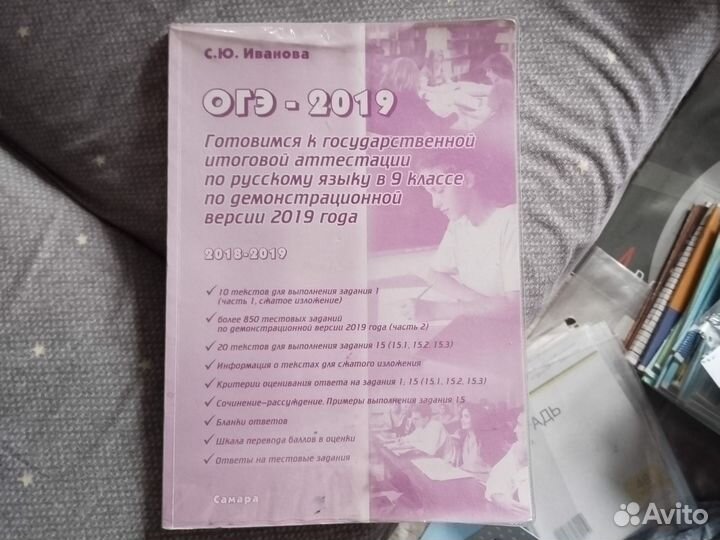 С.Ю. Иванова
ОГЭ - 2019
Готовимся к государственной
итоговой аттестации
по русскому языку в 9 классе
по демонстрационной
версии 2019 года
2018-2019
✓ 10 текстов для выполнения задания 1
(часть 1, сжатое изложение)
✓ более 850 тестовых заданий
по демонстрационной версии 2019 года (часть 2)
✓ 20 текстов для выполнения задания 15 (15.1, 15.2, 15.3)
✓ Информация о текстах для сжатого изложения
✓ Критерии оценивания ответа на задания 1, 15 (15.1, 15.2, 15.3)
✓ Сочинение-рассуждение. Примеры выполнения задания 15
✓ Бланки ответов
✓ Шкала перевода баллов в оценки
✓ Ответы на тестовые задания
Самара
АДЬ
Avito